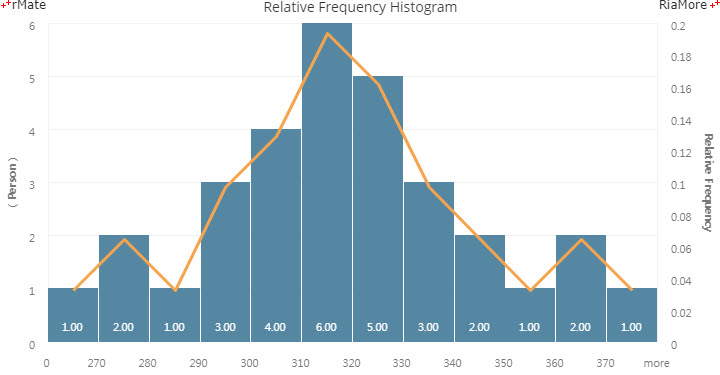 rMate
Relative Frequency Histogram
RiaMore
6
5
4
3
2
1
0
( Person )
1.00 2.00 1.00 3.00 4.00 6.00 5.00 3.00 2.00 1.00 2.00 1.00
0 270 280 290 300 310 320 330 340 350 360 370 more
0.2
0.18
0.16
0.14
0.12
0.1
0.08
0.06
0.04
0.02
0
Relative Frequency